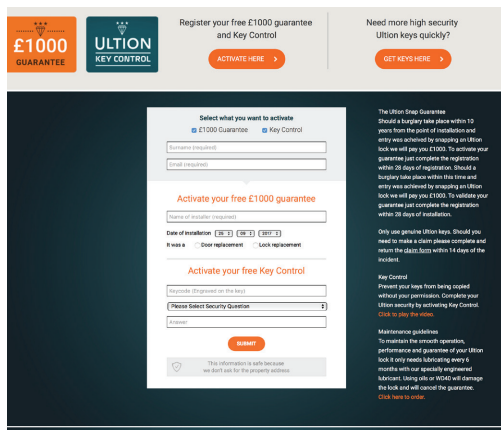 £1000
GUARANTEE
ULTION
KEY CONTROL
Register your free £1000 guarantee
and Key Control
ACTIVATE HERE >
Need more high security
Ultion keys quickly?
GET KEYS HERE >
Select what you want to activate
£1000 Guarantee Key Control
Surname (required)
Email (required)
Activate your free £1000 guarantee
Name of installer (required)
Date of installation 25 09 2017
It was a Door replacement Lock replacement
Activate your free Key Control
Keycode (Engraved on the key)
Please Select Security Question
Answer
SUBMIT
This information is safe because
we don't ask for the property address
The Ultion Snap Guarantee
Should a burglary take place within 10
years from the point of installation and
entry was acheived by snapping an Ultion
lock we will pay you £1000. To activate your
guarantee just complete the registration
within 28 days of registration. Should a
burglary take place within this time and
entry was achieved by snapping an Ultion
lock we will pay you £1000. To validate your
guarantee just complete the registration
within 28 days of installation.
Only use genuine Ultion keys. Should you
need to make a claim please complete and
return the claim form within 14 days of the
incident.
Key Control
Prevent your keys from being copied
without your permission. Complete your
Ultion security by activating Key Control.
Click to play the video.
Maintenance guidelines
To maintain the smooth operation,
performance and guarantee of your Ultion
lock it only needs lubricating every 6
months with our specially engineered
lubricant. Using oils or WD40 will damage
the lock and will cancel the guarantee.
Click here to order.